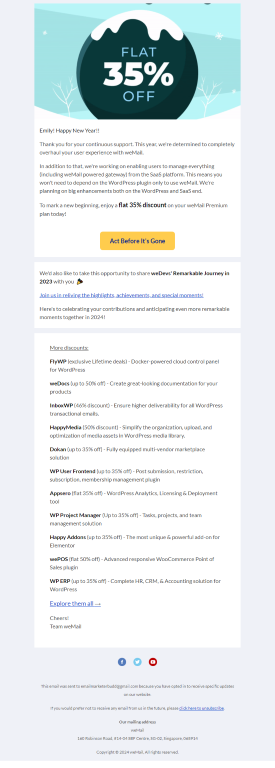 FLAT
35%
OFF
Emily! Happy New Year!!
Thank you for your continuous support. This year, we're determined to completely
overhaul your user experience with weMail.
In addition to that, we're working on enabling users to manage everything
(including weMail powered gateway) from the SaaS platform. This means you
won't need to depend on the WordPress plugin only to use weMail. We're
planning on big enhancements both on the WordPress and SaaS end.
To mark a new beginning, enjoy a flat 35% discount on your weMail Premium
plan today!
Act Before It's Gone
We'd also like to take this opportunity to share weDevs' Remarkable Journey in
2023 with you 🎉
Join us in reliving the highlights, achievements, and special moments!
Here's to celebrating your contributions and anticipating even more remarkable
moments together in 2024!
More discounts:
FlyWP (exclusive Lifetime deals) - Docker-powered cloud control panel
for WordPress
weDocs (up to 50% off) - Create great-looking documentation for your
products
InboxWP (46% discount) - Ensure higher deliverability for all WordPress
transactional emails.
HappyMedia (50% discount) - Simplify the organization, upload, and
optimization of media assets in WordPress media library.
Dokan (up to 35% off) - Fully equipped multi-vendor marketplace
solution
WP User Frontend (up to 35% off) - Post submission, restriction,
subscription, membership management plugin
Appsero (flat 35% off) - WordPress Analytics, Licensing & Deployment
tool
WP Project Manager (Up to 35% off) - Tasks, projects, and team
management solution
Happy Addons (up to 35% off) - The most unique & powerful add-on for
Elementor
wePOS (flat 50% off) - Advanced responsive WooCommerce Point of
Sales plugin
WP ERP (up to 35% off) - Complete HR, CRM, & Accounting solution for
WordPress
Explore them all →
Cheers!
Team weMail
This email was sent to because you have opted in to receive specific updates
on our website.
If you would prefer not to receive any email from us in the future, please click here to unsubscribe.
Our mailing address
weMail
160 Robinson Road, #14-04 SBF Centre, SG-02, Singapore, 068914
Copyright © 2024 weMail, All rights reserved.